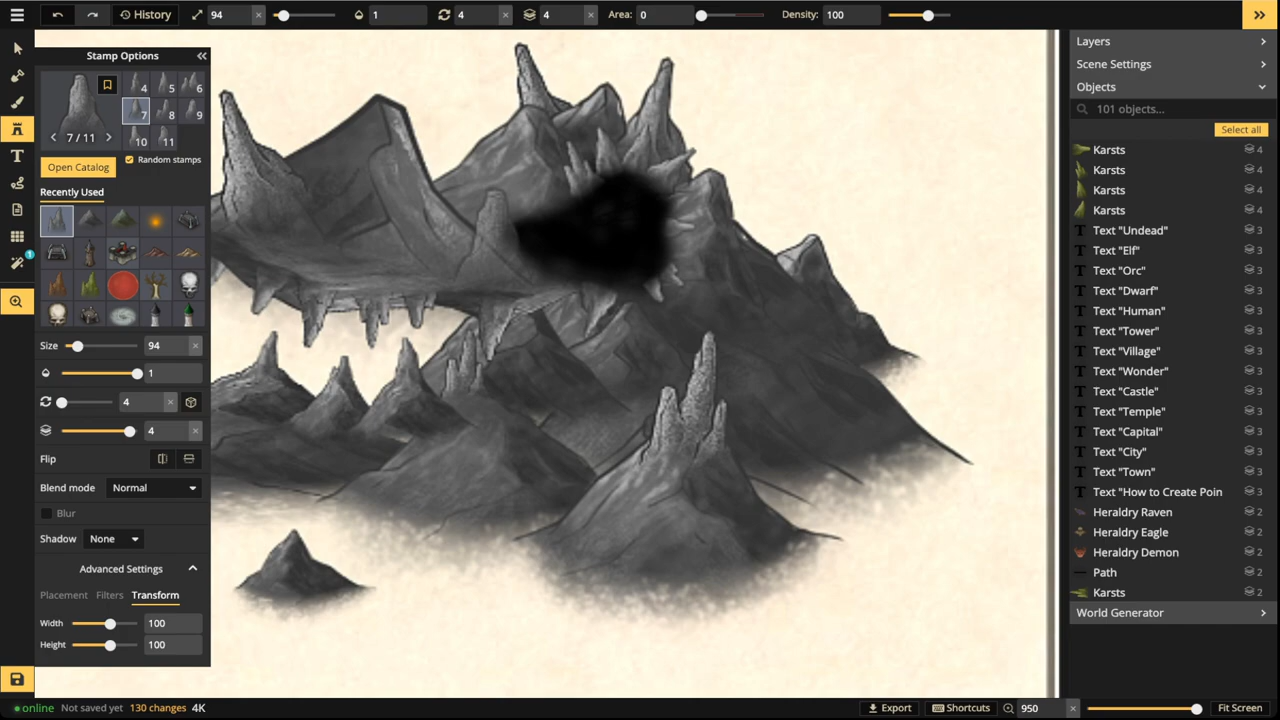 History
94
1
4
4
Area: 0
Density: 100
Stamp Options
4
5
6
7
8
9
10
11
7 / 11
Open Catalog
Random stamps
Recently Used
1
Size
94
1
4
4
Flip
Blend mode
Normal
Blur
Shadow
None
Advanced Settings
Placement Filters Transform
Width
100
Height
100
Layers
Scene Settings
Objects
101 objects...
Select all
Karsts 4
Karsts 4
Karsts 4
Karsts 4
T Text "Undead" 3
T Text "Elf" 3
T Text "Orc" 3
T Text "Dwarf" 3
T Text "Human" 3
T Text "Tower" 3
T Text "Village" 3
T Text "Wonder" 3
T Text "Castle" 3
T Text "Temple" 3
T Text "Capital" 3
T Text "City" 3
T Text "Town" 3
T Text "How to Create Poin 3
Heraldry Raven 2
Heraldry Eagle 2
Heraldry Demon 2
Path 2
Karsts 2
World Generator
online Not saved yet 130 changes 4K
Export
Shortcuts
950
Fit Screen